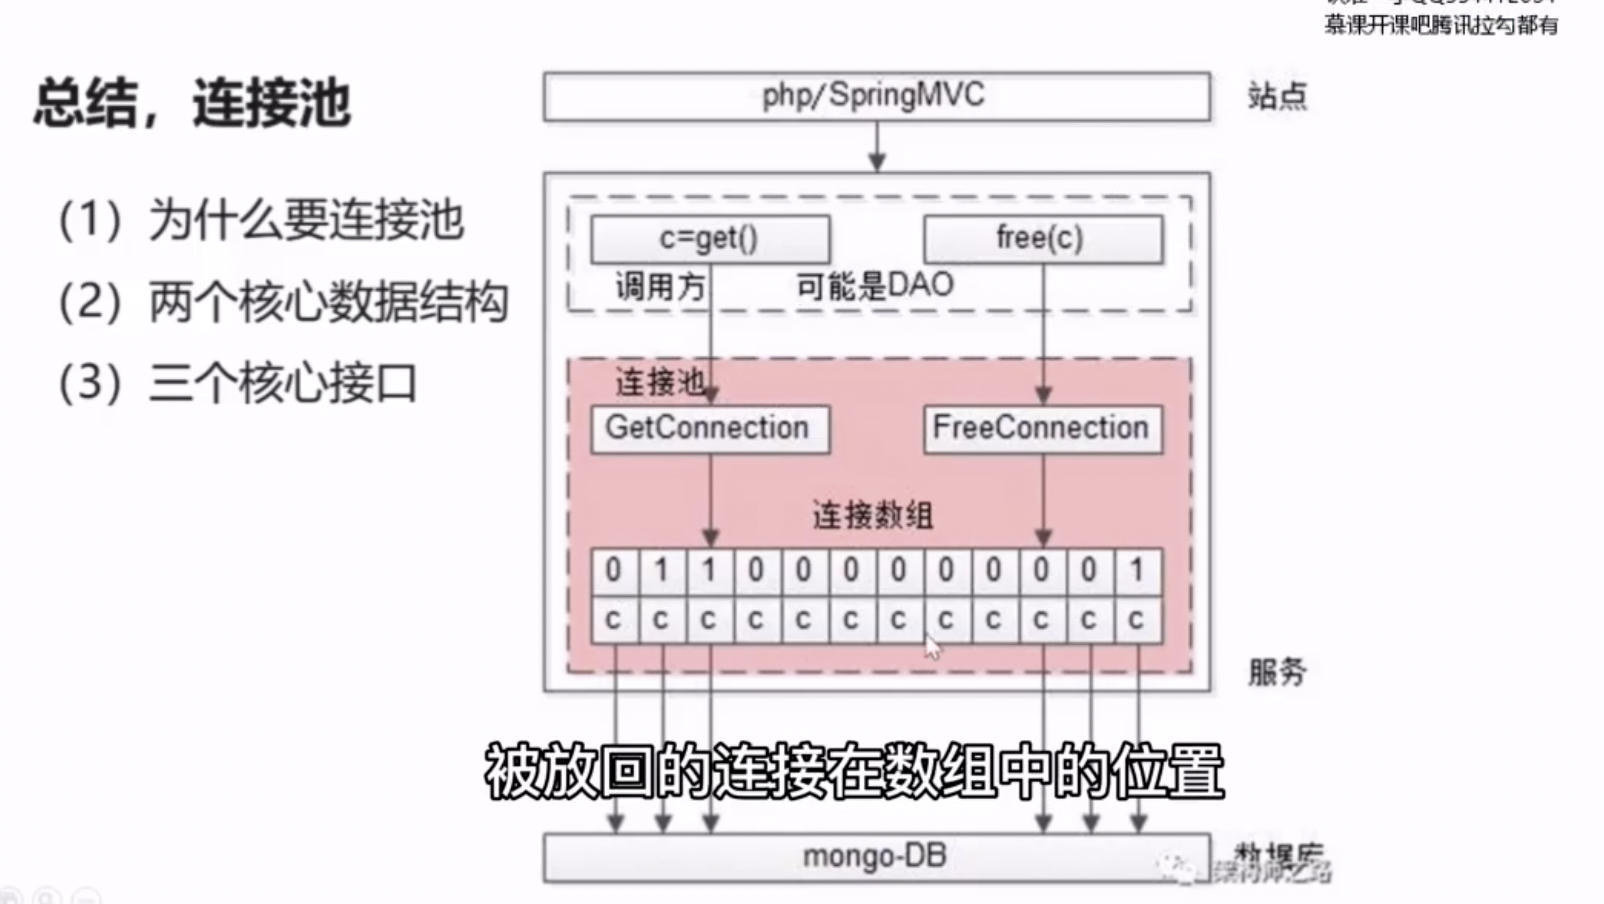 慕课开课吧腾讯拉勾都有
总结，连接池
（1）为什么要连接池
（2）两个核心数据结构
（3）三个核心接口
php/SpringMVC
站点
c=get()
free(c)
调用方
可能是DAO
连接池
GetConnection
FreeConnection
连接数组
0 1 1 0 0 0 0 0 0 0 0 1
c c c c c c c c c c c c
服务
被放回的连接在数组中的位置
mongo-DB
数据库
架构师之路